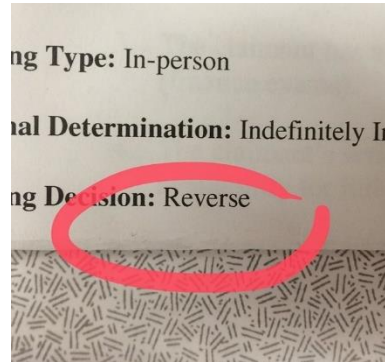 ng Type: In-person
nal Determination: Indefinitely I
ng Decision: Reverse